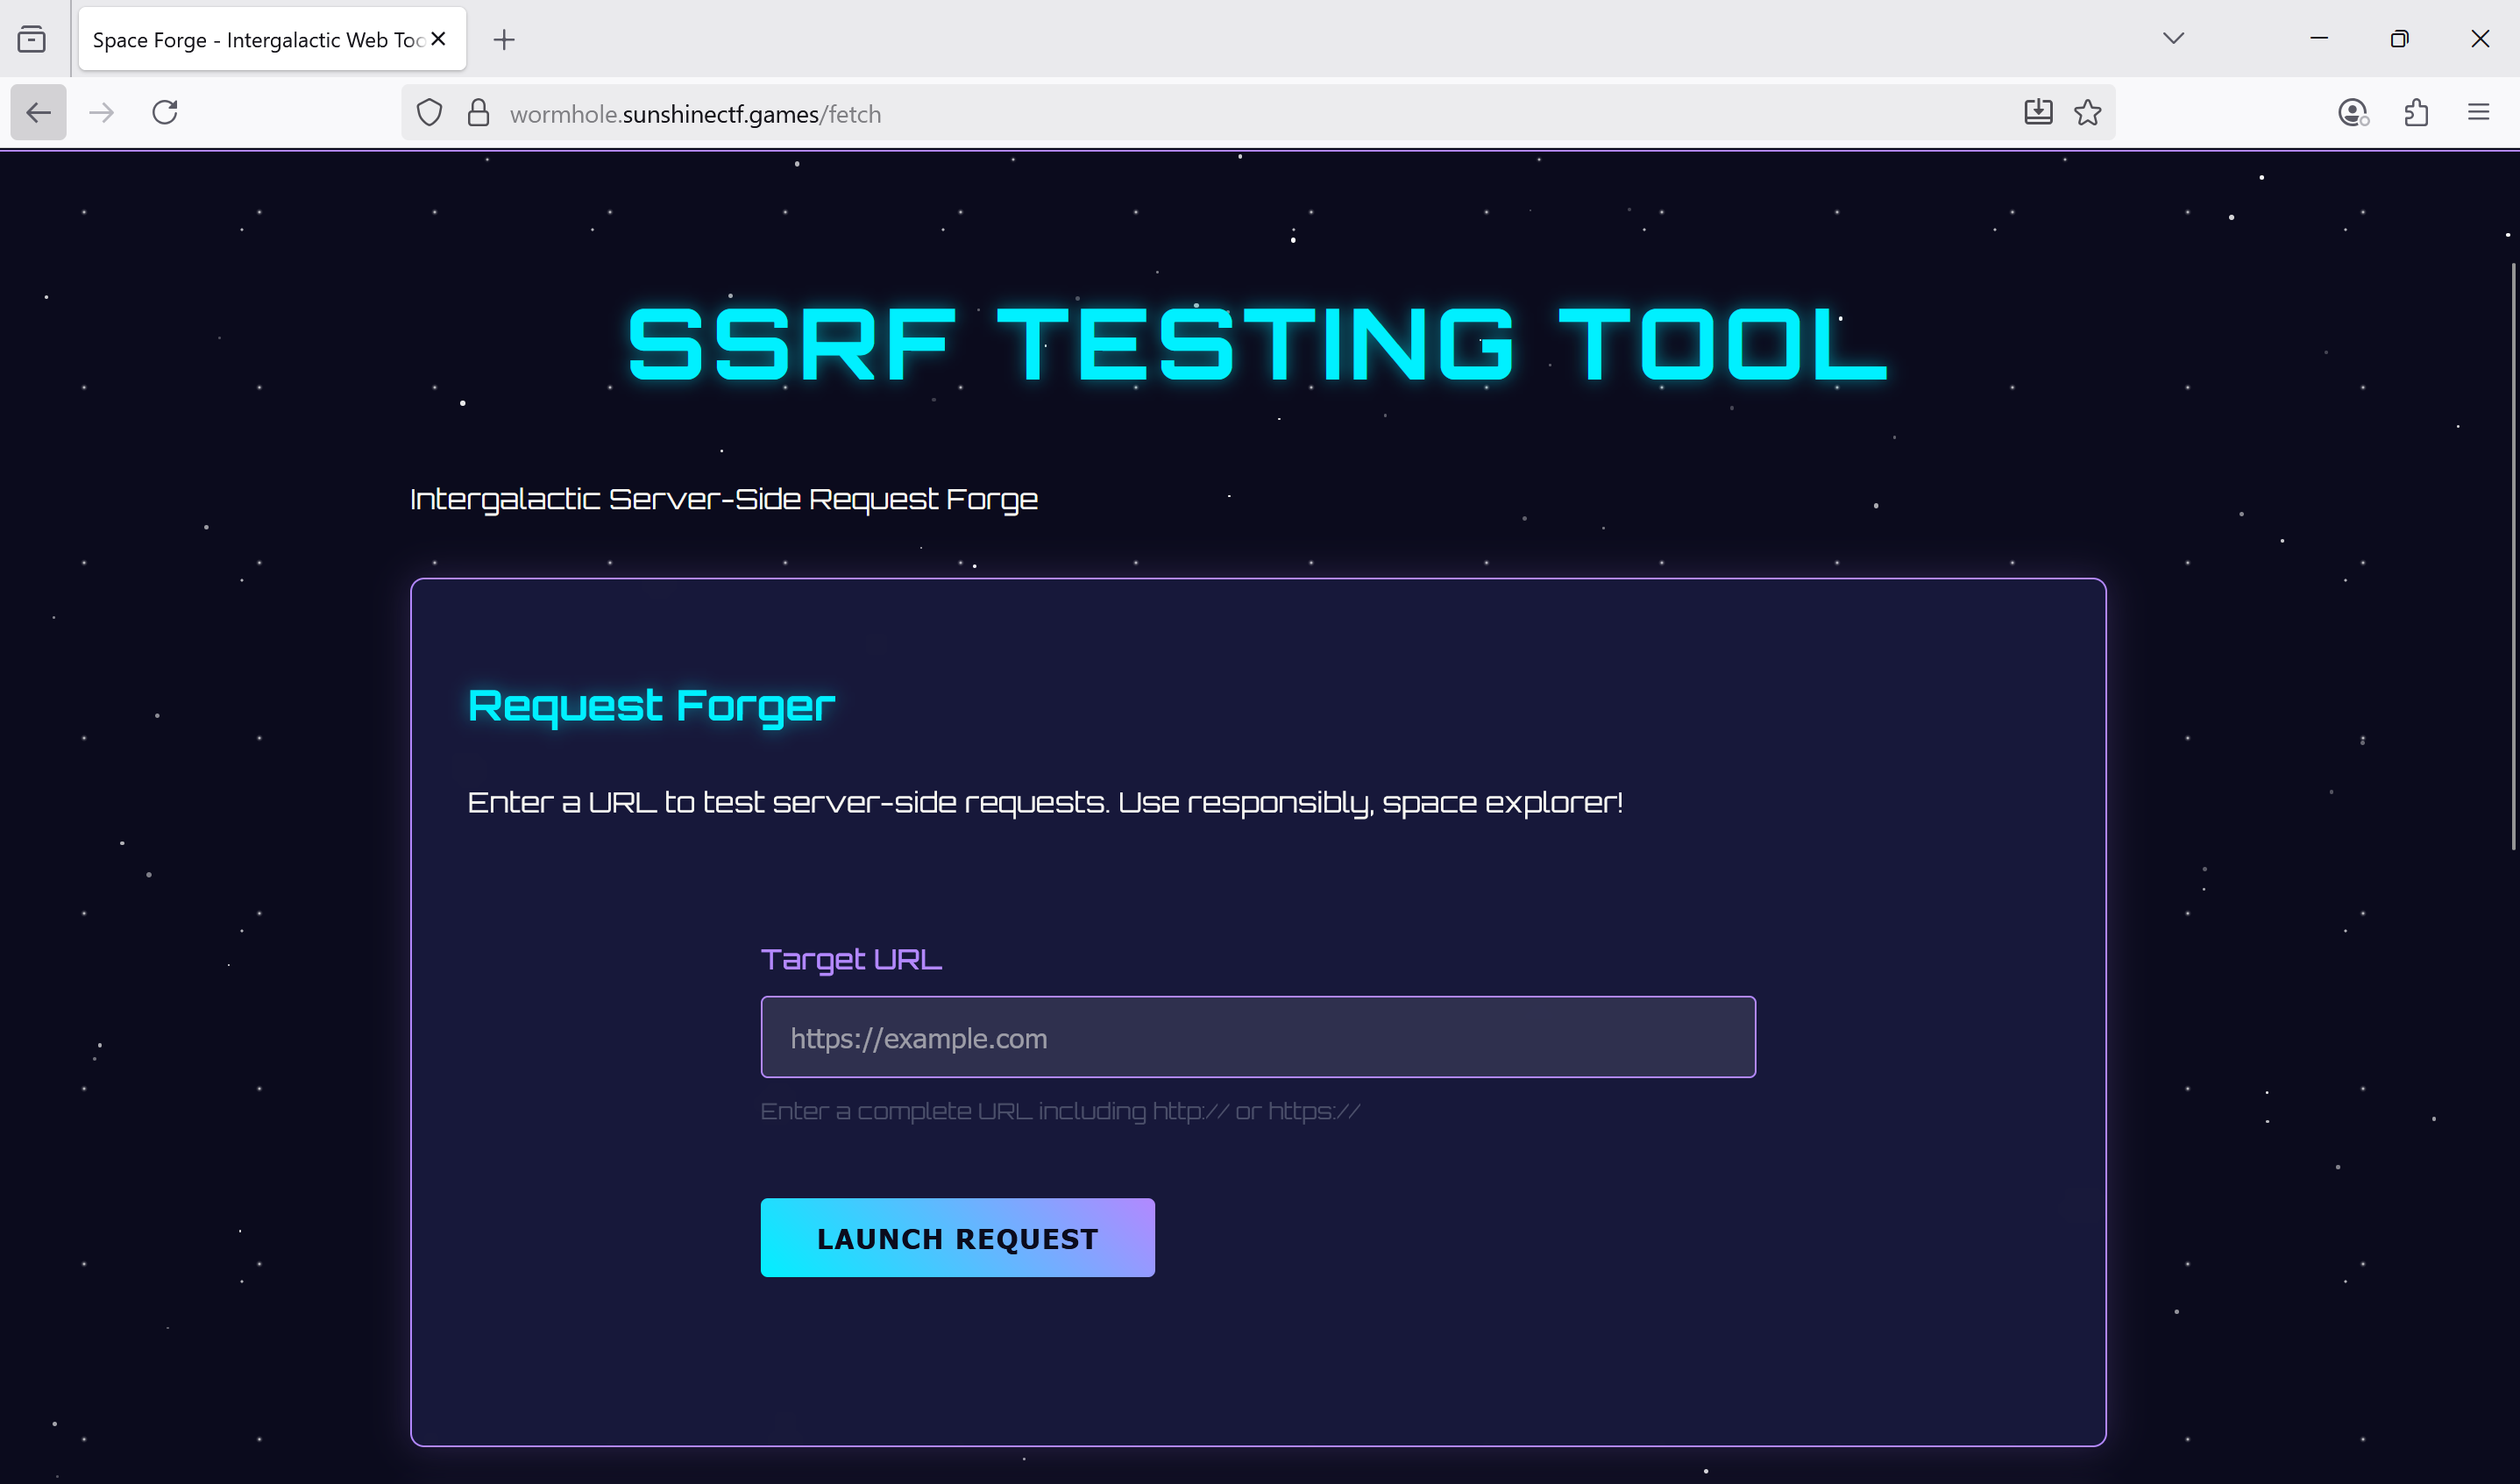 Space Forge - Intergalactic Web Too
wormhole.sunshinectf.games/fetch
SSRF TESTING TOOL
Intergalactic Server-Side Request Forge
Request Forger
Enter a URL to test server-side requests. Use responsibly, space explorer!
Target URL
https://example.com
Enter a complete URL including http:// or https://
LAUNCH REQUEST